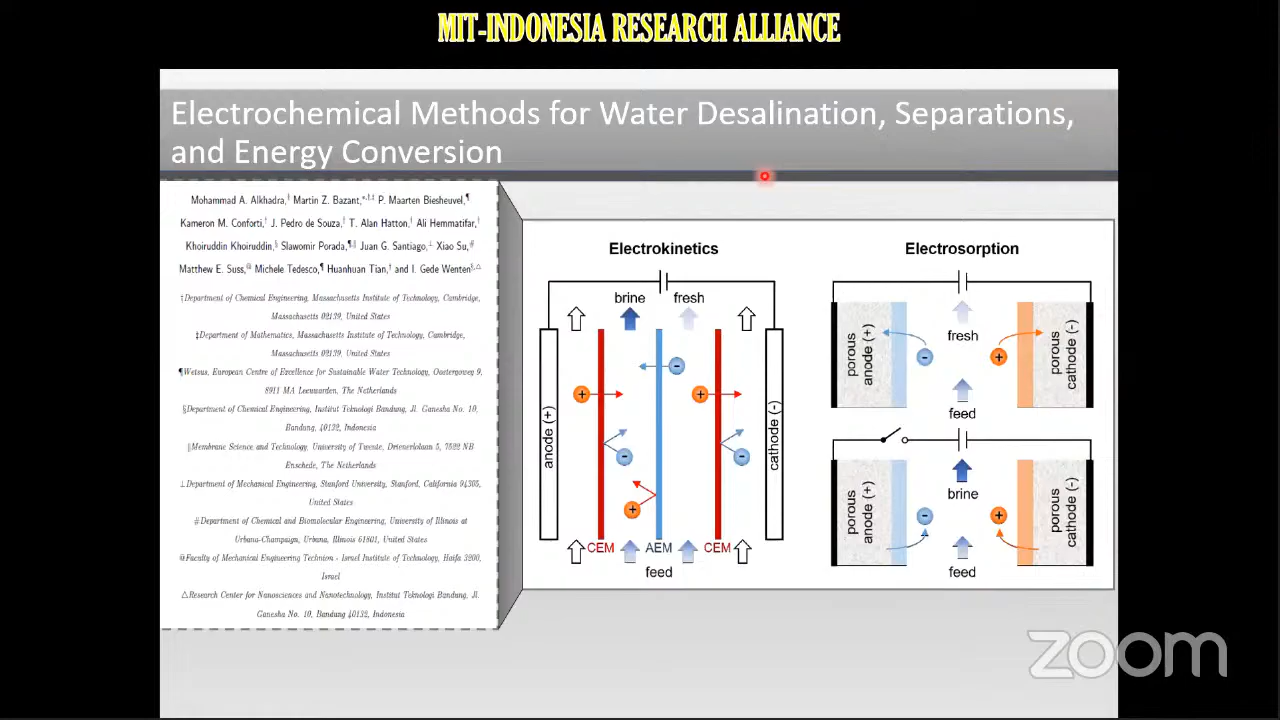 MIT-INDONESIA RESEARCH ALLIANCE
Electrochemical Methods for Water Desalination, Separations,
and Energy Conversion
Mohammad A. Alkhadra,† Martin Z. Bazant,*,†,‡ P. Maarten Biesheuvel,¶
Kameron M. Conforti,† J. Pedro de Souza,† T. Alan Hatton,† Ali Hemmatifar,†
Khoiruddin Khoiruddin,§ Slawomir Porada,¶,∥ Juan G. Santiago,⊥ Xiao Su,#
Matthew E. Suss,@ Michele Tedesco,¶ Huanhuan Tian,† and I. Gede Wenten§,△
†Department of Chemical Engineering, Massachusetts Institute of Technology, Cambridge,
Massachusetts 02139, United States
‡Department of Mathematics, Massachusetts Institute of Technology, Cambridge,
Massachusetts 02139, United States
¶Wetsus, European Centre of Excellence for Sustainable Water Technology, Oostergoweg 9,
8911 MA Leeuwarden, The Netherlands
§Department of Chemical Engineering, Institut Teknologi Bandung, Jl. Ganesha No. 10,
Bandung, 40132, Indonesia
∥Membrane Science and Technology, University of Twente, Drienerlolaan 5, 7522 NB
Enschede, The Netherlands
⊥Department of Mechanical Engineering, Stanford University, Stanford, California 94305,
United States
#Department of Chemical and Biomolecular Engineering, University of Illinois at
Urbana-Champaign, Urbana, Illinois 61801, United States
@Faculty of Mechanical Engineering Technion - Israel Institute of Technology, Haifa 3200,
Israel
△Research Center for Nanosciences and Nanotechnology, Institut Teknologi Bandung, Jl.
Ganesha No. 10, Bandung 40132, Indonesia
Electrokinetics
brine fresh
anode (+)
cathode (-)
+
-
+
-
-
+
CEM AEM CEM
feed
Electrosorption
porous
anode (+)
fresh
-
+
feed
porous
cathode (-)
porous
anode (+)
brine
-
+
feed
porous
cathode (-)
zoom